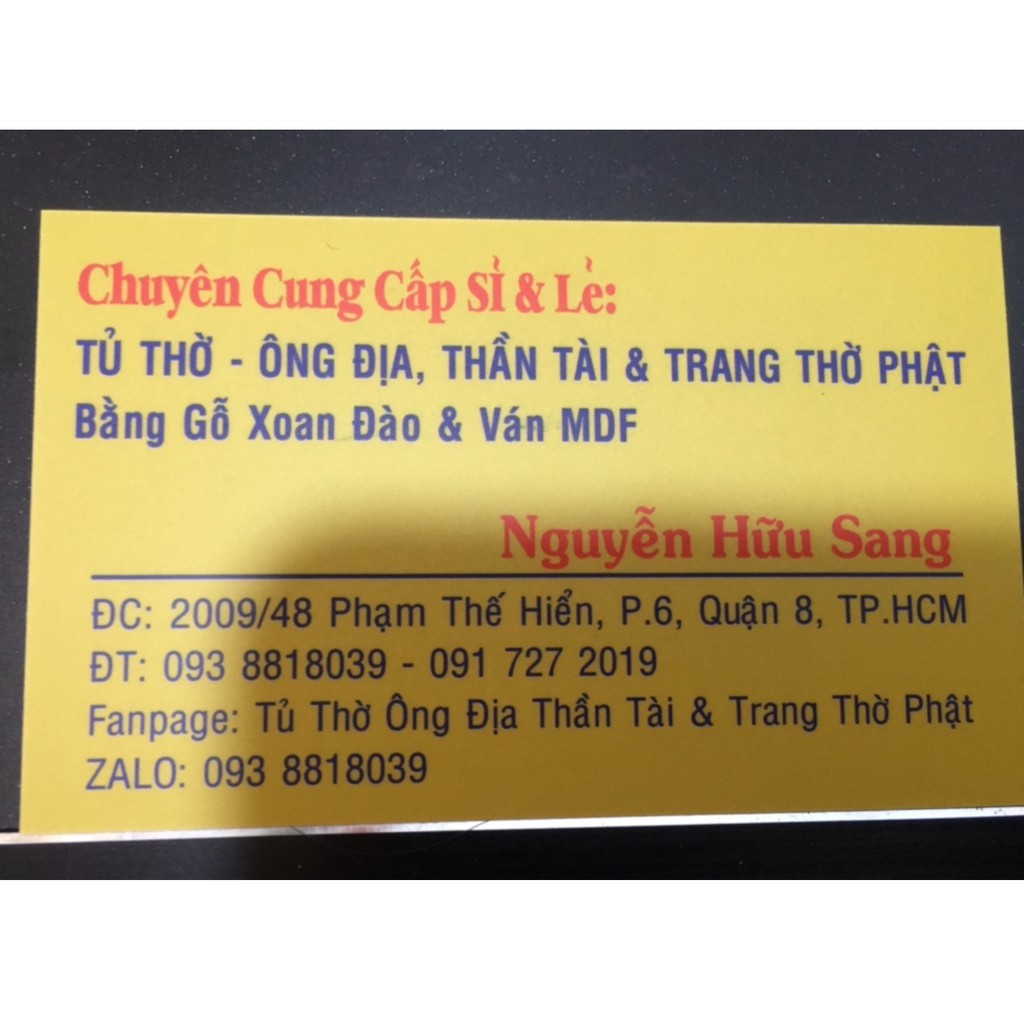 Chuyên Cung Cấp Sỉ & Lẻ:
TỦ THỜ - ÔNG ĐỊA, THẦN TÀI & TRANG THỜ PHẬT
Bằng Gỗ Xoan Đào & Ván MDF
Nguyễn Hữu Sang
ĐC: 2009/48 Phạm Thế Hiển, P.6, Quận 8, TP.HCM
ĐT: 093 8818039 - 091 727 2019
Fanpage: Tủ Thờ Ông Địa Thần Tài & Trang Thờ Phật
ZALO: 093 8818039